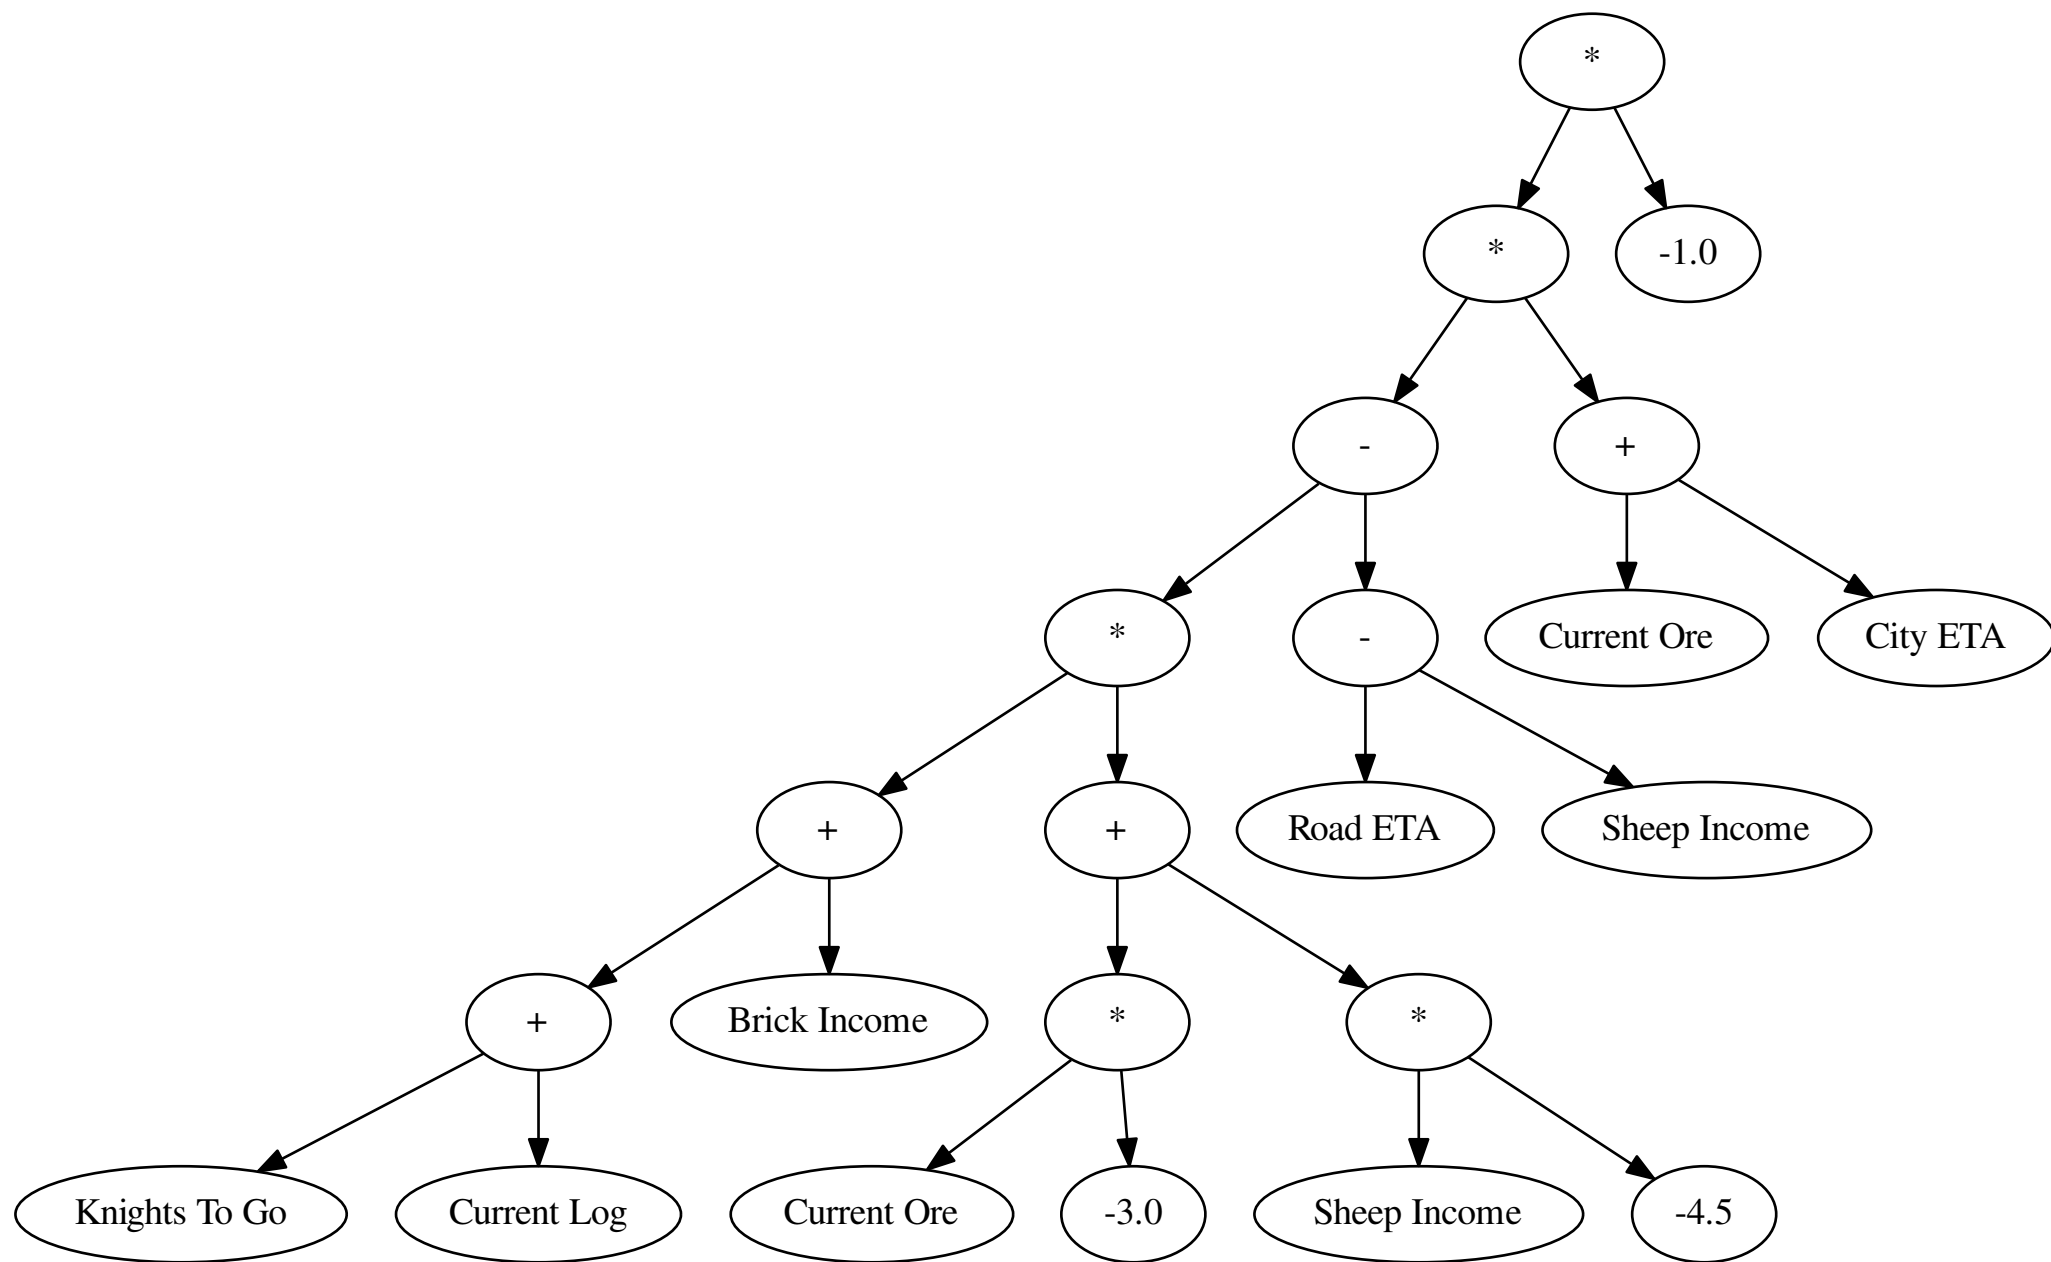 *
*
-1.0
-
+
*
-
Current Ore
City ETA
+
+
Road ETA
Sheep Income
+
Brick Income
*
*
Knights To Go
Current Log
Current Ore
-3.0
Sheep Income
-4.5